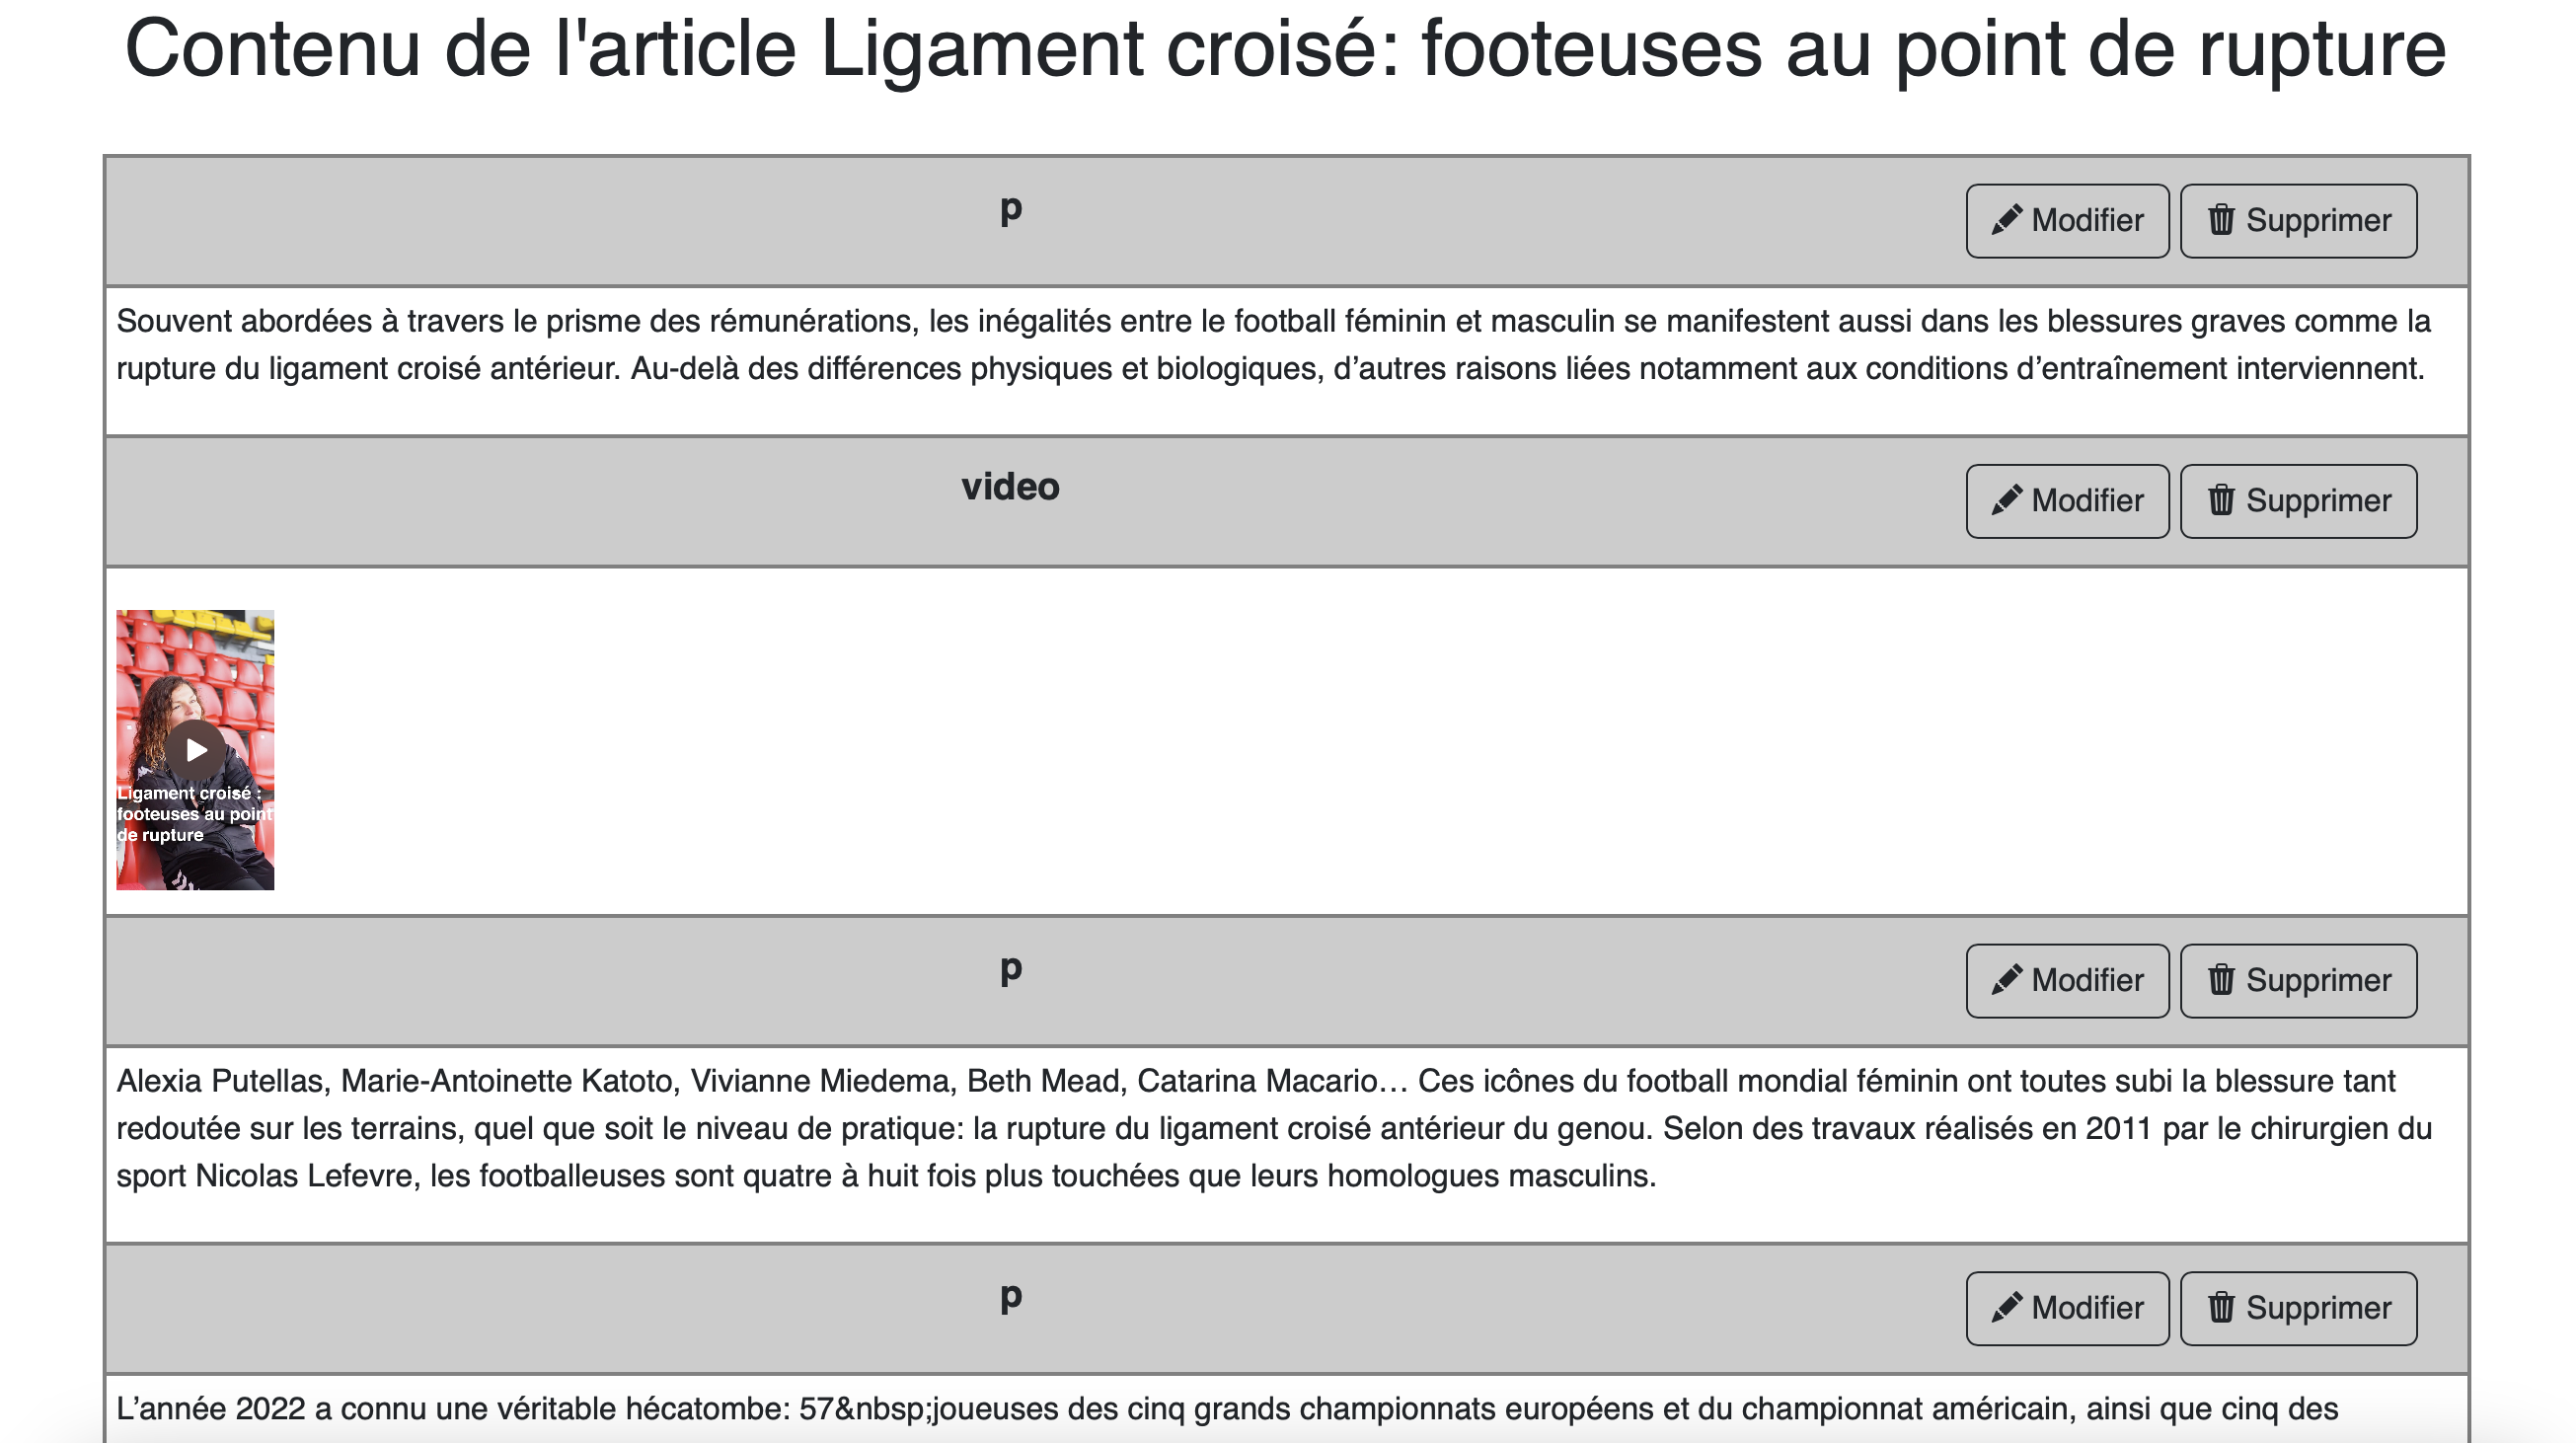 Contenu de l'article Ligament croisé: footeuses au point de rupture
p
Modifier
Supprimer
Souvent abordées à travers le prisme des rémunérations, les inégalités entre le football féminin et masculin se manifestent aussi dans les blessures graves comme la
rupture du ligament croisé antérieur. Au-delà des différences physiques et biologiques, d’autres raisons liées notamment aux conditions d’entraînement interviennent.
video
Modifier
Supprimer
Ligament croisé :
footeuses au point
de rupture
p
Modifier
Supprimer
Alexia Putellas, Marie-Antoinette Katoto, Vivianne Miedema, Beth Mead, Catarina Macario… Ces icônes du football mondial féminin ont toutes subi la blessure tant
redoutée sur les terrains, quel que soit le niveau de pratique: la rupture du ligament croisé antérieur du genou. Selon des travaux réalisés en 2011 par le chirurgien du
sport Nicolas Lefevre, les footballeuses sont quatre à huit fois plus touchées que leurs homologues masculins.
p
Modifier
Supprimer
L’année 2022 a connu une véritable hécatombe: 57&nbsp;joueuses des cinq grands championnats européens et du championnat américain, ainsi que cinq des